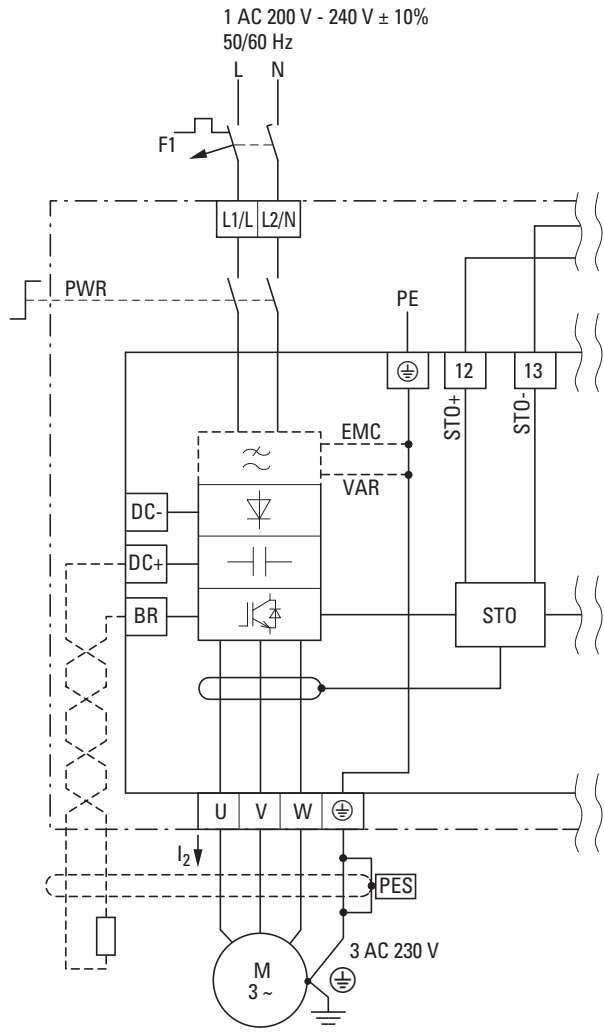 1 AC 200 V - 240 V ± 10%
50/60 Hz
L N
F1
L1/L L2/N
PWR
PE
12 13
STO+ STO-
EMC
VAR
DC-
DC+
BR
STO
U V W
I2
PES
3 AC 230 V
M
3 ~